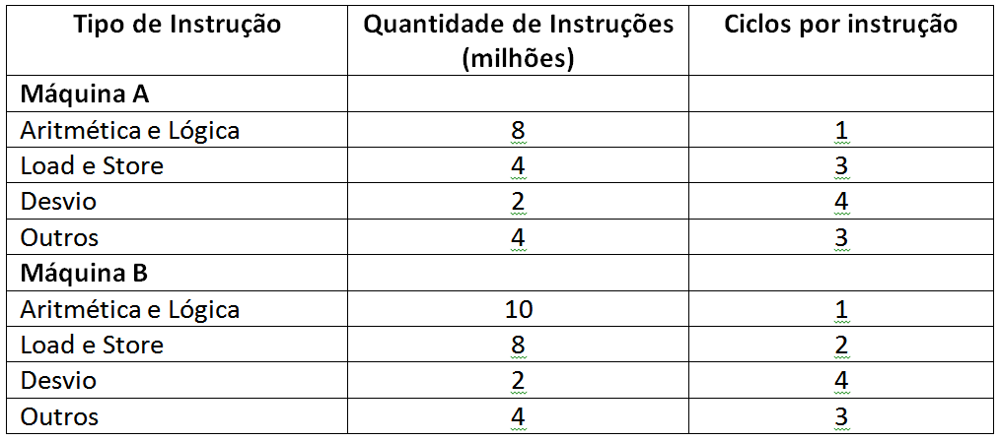 Tipo de Instrução Quantidade de Instruções (milhões) Ciclos por instrução
Máquina A
Aritmética e Lógica 8 1
Load e Store 4 3
Desvio 2 4
Outros 4 3
Máquina B
Aritmética e Lógica 10 1
Load e Store 8 2
Desvio 2 4
Outros 4 3